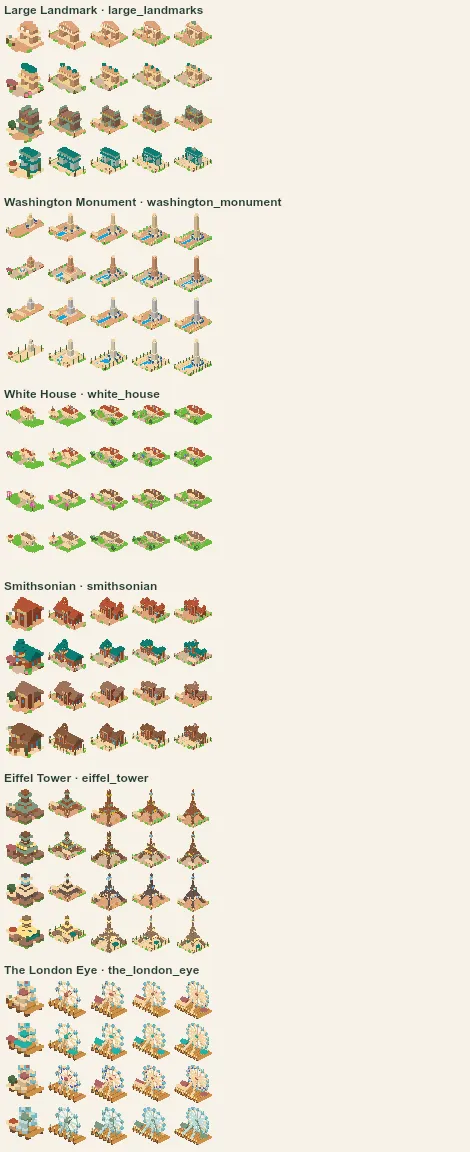 Large Landmark · large_landmarks
Washington Monument · washington_monument
White House · white_house
Smithsonian · smithsonian
Eiffel Tower · eiffel_tower
The London Eye · the_london_eye